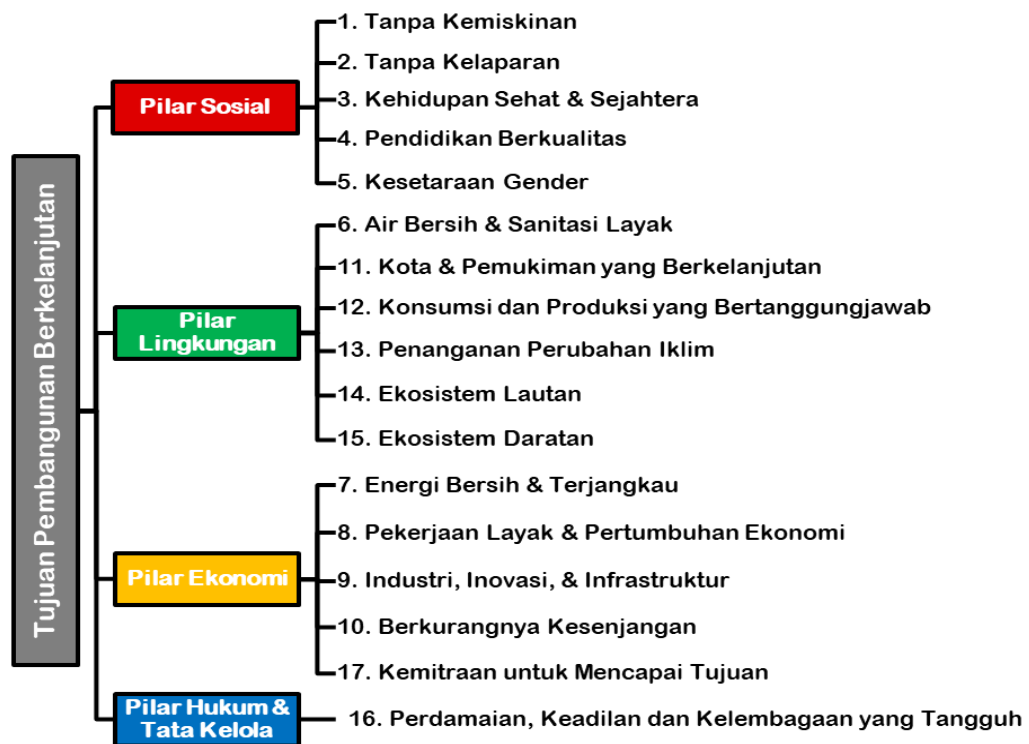 Tujuan Pembangunan Berkelanjutan
Pilar Sosial
1. Tanpa Kemiskinan
2. Tanpa Kelaparan
3. Kehidupan Sehat & Sejahtera
4. Pendidikan Berkualitas
5. Kesetaraan Gender
Pilar
Lingkungan
6. Air Bersih & Sanitasi Layak
11. Kota & Pemukiman yang Berkelanjutan
12. Konsumsi dan Produksi yang Bertanggungjawab
13. Penanganan Perubahan Iklim
14. Ekosistem Lautan
15. Ekosistem Daratan
Pilar Ekonomi
7. Energi Bersih & Terjangkau
8. Pekerjaan Layak & Pertumbuhan Ekonomi
9. Industri, Inovasi, & Infrastruktur
10. Berkurangnya Kesenjangan
17. Kemitraan untuk Mencapai Tujuan
Pilar Hukum &
Tata Kelola
16. Perdamaian, Keadilan dan Kelembagaan yang Tangguh